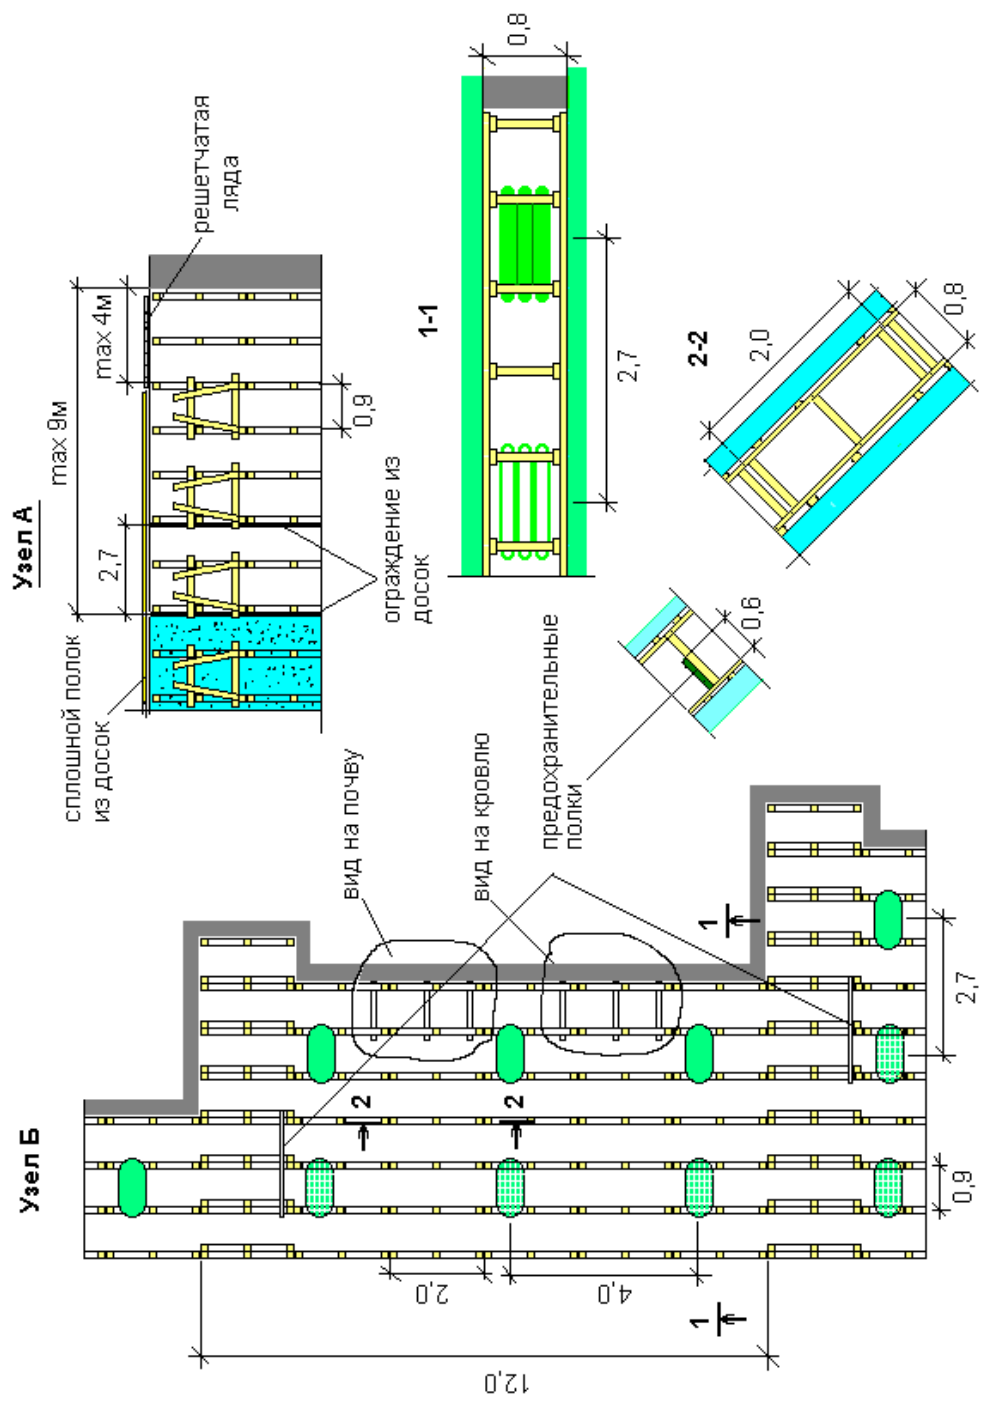 Узел А
сплошной полок
из досок
max 9м
2,7
max 4м
решетчатая
ляда
0,9
ограждение из
досок
1-1
0,8
2,7
2-2
2,0
0,8
0,6
Узел Б
вид на почву
вид на кровлю
предохранительные
полки
1
2
2
2,7
0,9
2,0
4,0
1
12,0